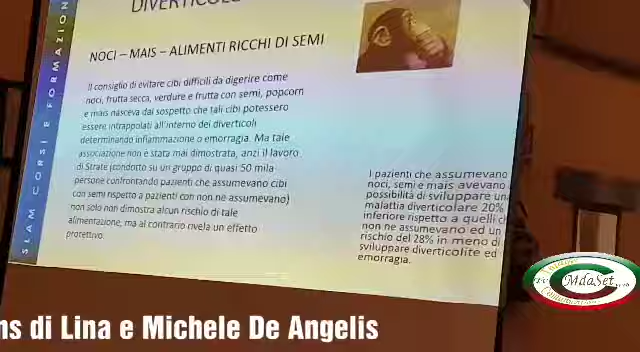 DIVERTICOL
NOCI – MAIS – ALIMENTI RICCHI DI SEMI
Il consiglio di evitare cibi difficili da digerire come
noci, frutta secca, verdure e frutta con semi, popcorn
e mais nasceva dal sospetto che tali cibi potessero
essere intrappolati all'interno dei diverticoli
determinando infiammazione o emorragia. Ma tale
associazione non è stata mai dimostrata, anzi il lavoro
di Strate (condotto su un gruppo di quasi 50 mila
persone confrontando pazienti che assumevano cibi
con semi rispetto a pazienti con non ne assumevano)
non solo non dimostra alcun rischio di tale
alimentazione, ma al contrario rivela un effetto
protettivo.
I pazienti che assumevano
noci, semi e mais avevano
possibilità di sviluppare un
malattia diverticolare 20%
inferiore rispetto a quelli c
non ne assumevano ed un
rischio del 28% in meno di
sviluppare diverticolite ed
emorragia.
SLAM CORSI E FORMAZION
MdaSet
ns di Lina e Michele De Angelis